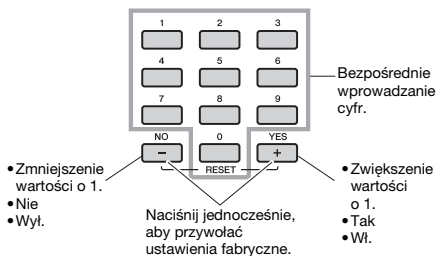 1 2 3
4 5 6
7 8 9
NO 0 YES
− +
RESET
Bezpośrednie
wprowadzanie
cyfr.
•Zmniejszenie
wartości o 1.
•Nie
•Wył.
Naciśnij jednocześnie,
aby przywołać
ustawienia fabryczne.
•Zwiększenie
wartości
o 1.
•Tak
•Wł.